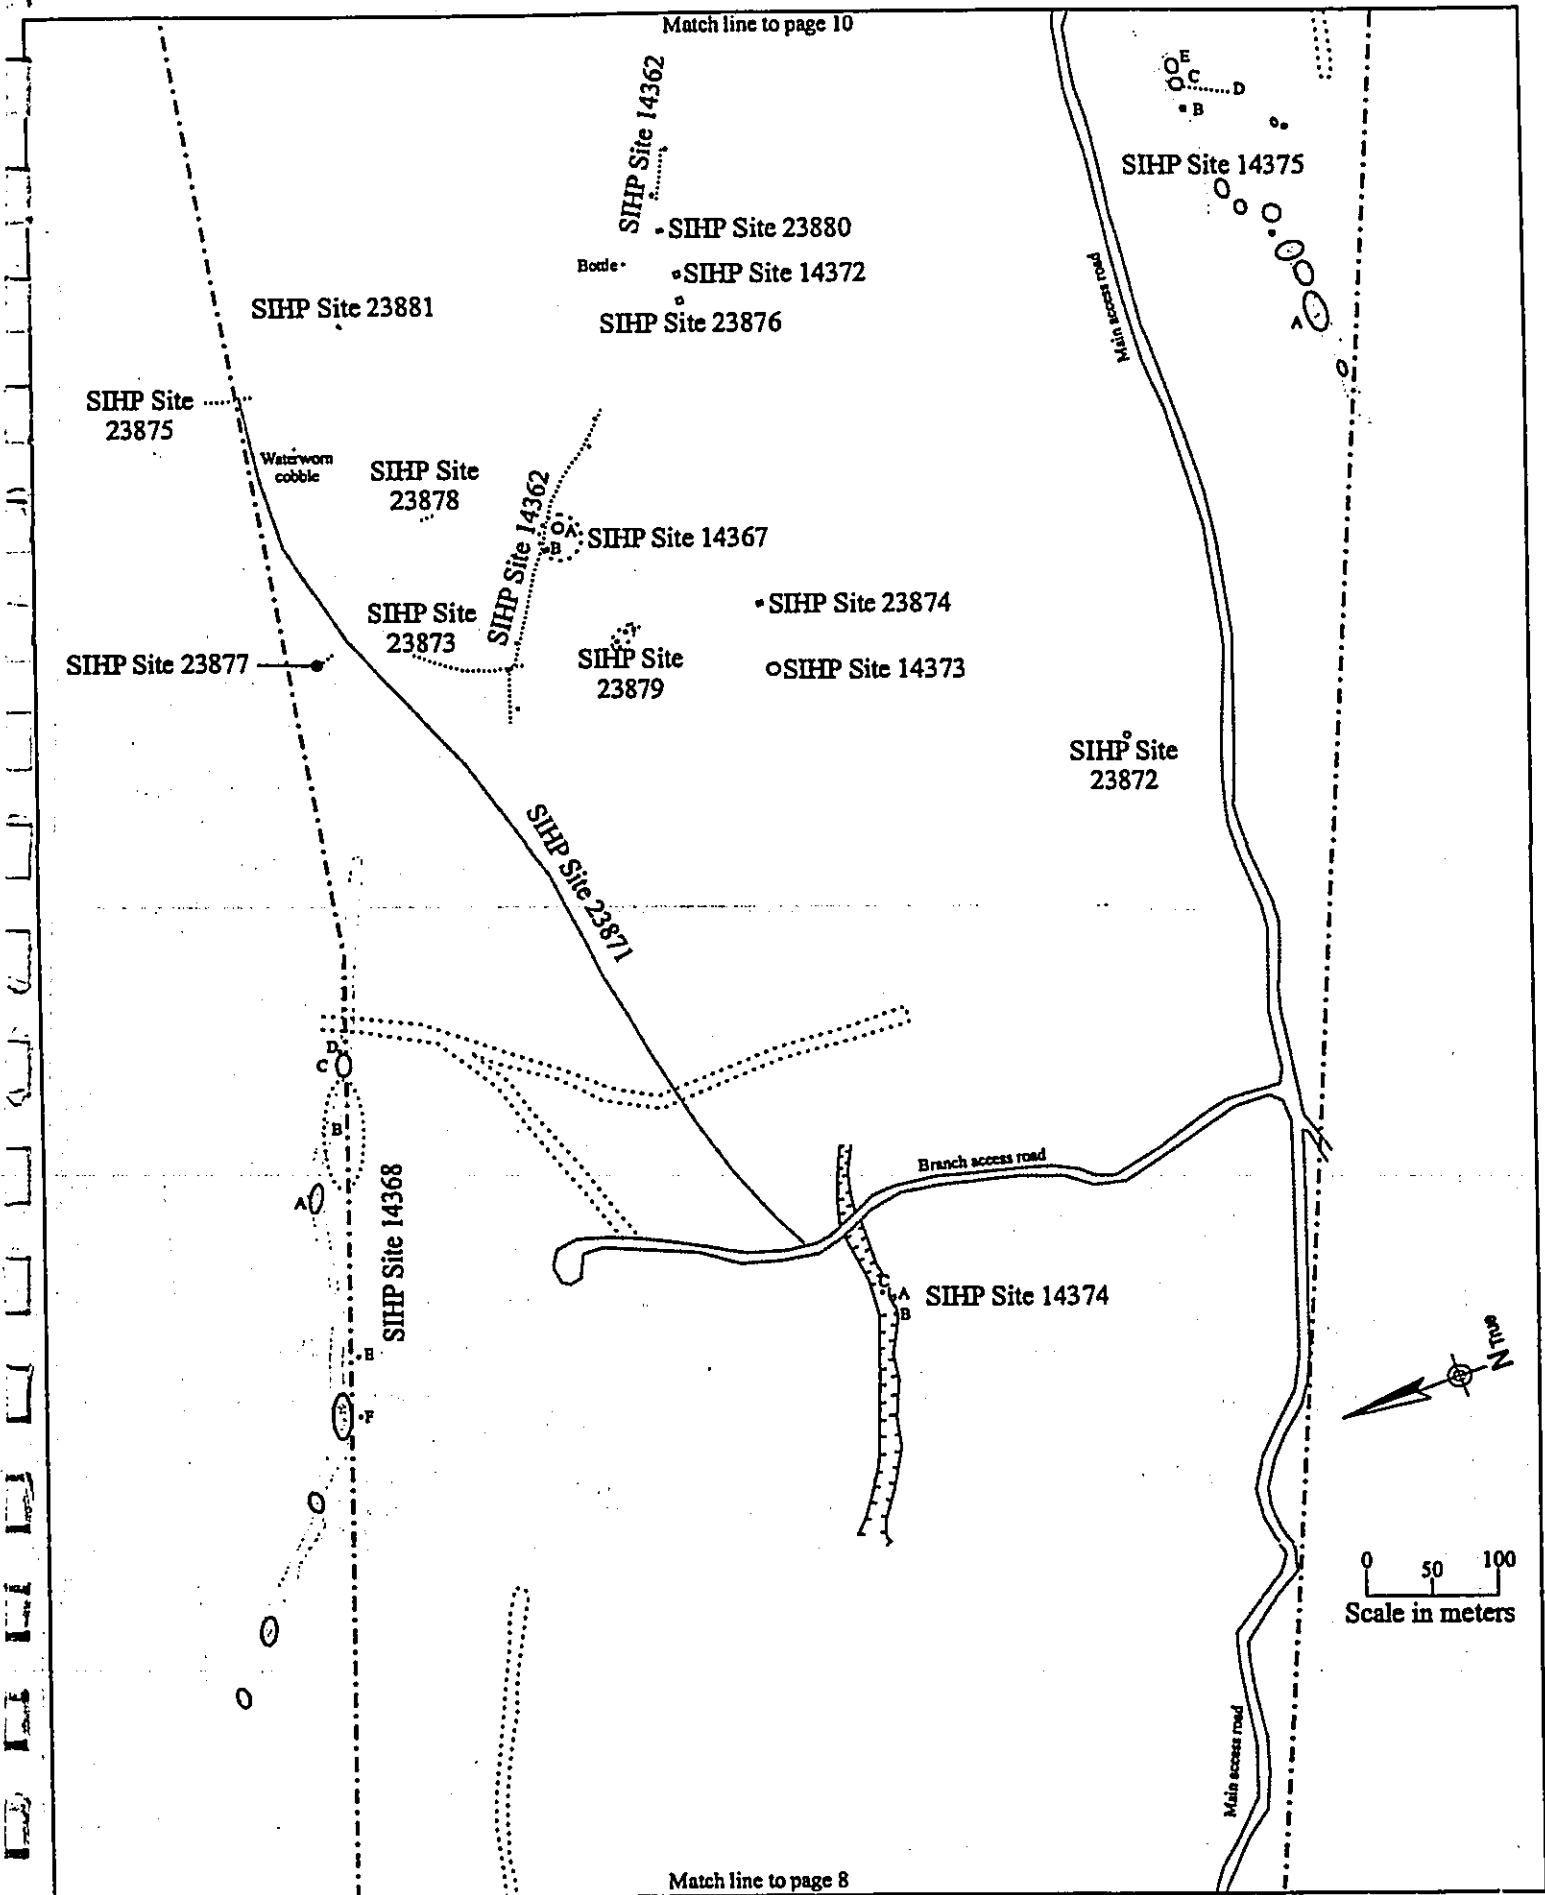 Match line to page 10
SIHP Site 14362
E
C
D
B
SIHP Site 14375
SIHP Site 23880
Bottle
SIHP Site 14372
SIHP Site 23881
SIHP Site 23876
Main access road
A
SIHP Site
23875
Waterworn
cobble
SIHP Site
23878
SIHP Site 14362
A
B
SIHP Site 14367
SIHP Site 23874
SIHP Site
23873
SIHP Site 23877
SIHP Site
23879
SIHP Site 14373
SIHP Site
23872
SIHP Site 23871
D
C
B
A
SIHP Site 14368
Branch access road
C
A
B
SIHP Site 14374
E
F
N True
0 50 100
Scale in meters
Main access road
Match line to page 8